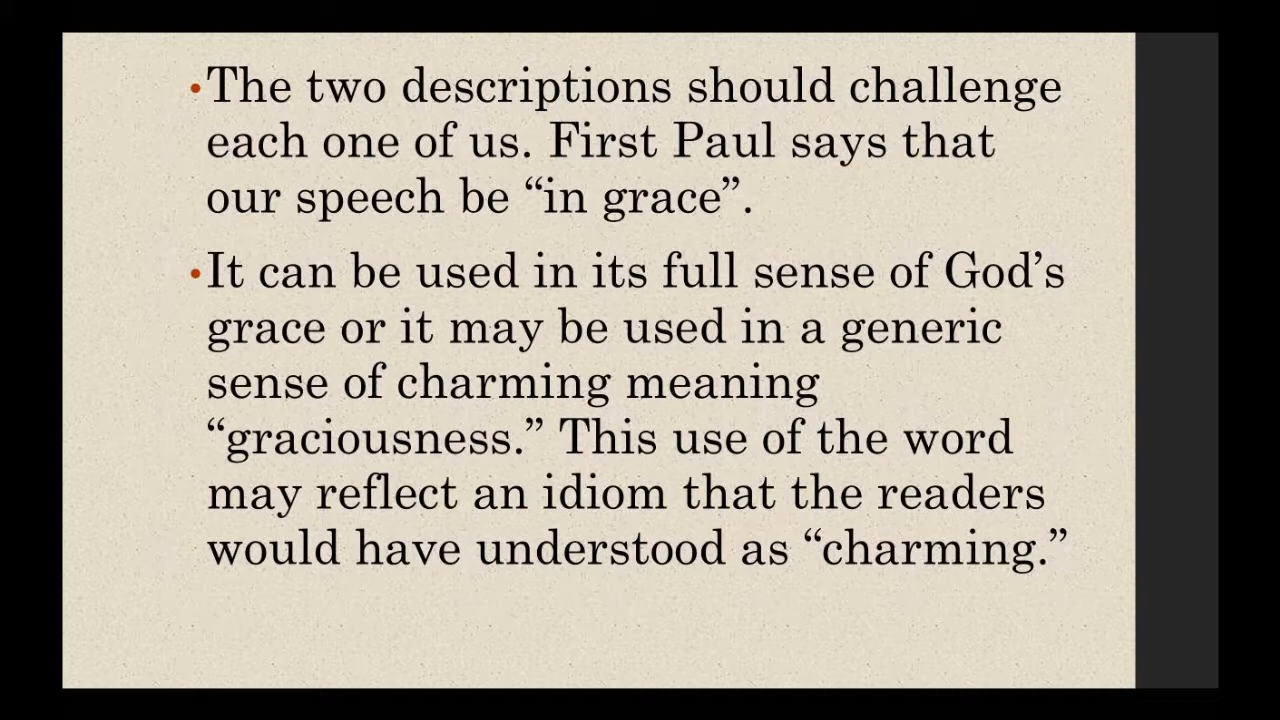 •The two descriptions should challenge
each one of us. First Paul says that
our speech be “in grace”.
•It can be used in its full sense of God’s
grace or it may be used in a generic
sense of charming meaning
“graciousness.” This use of the word
may reflect an idiom that the readers
would have understood as “charming.”